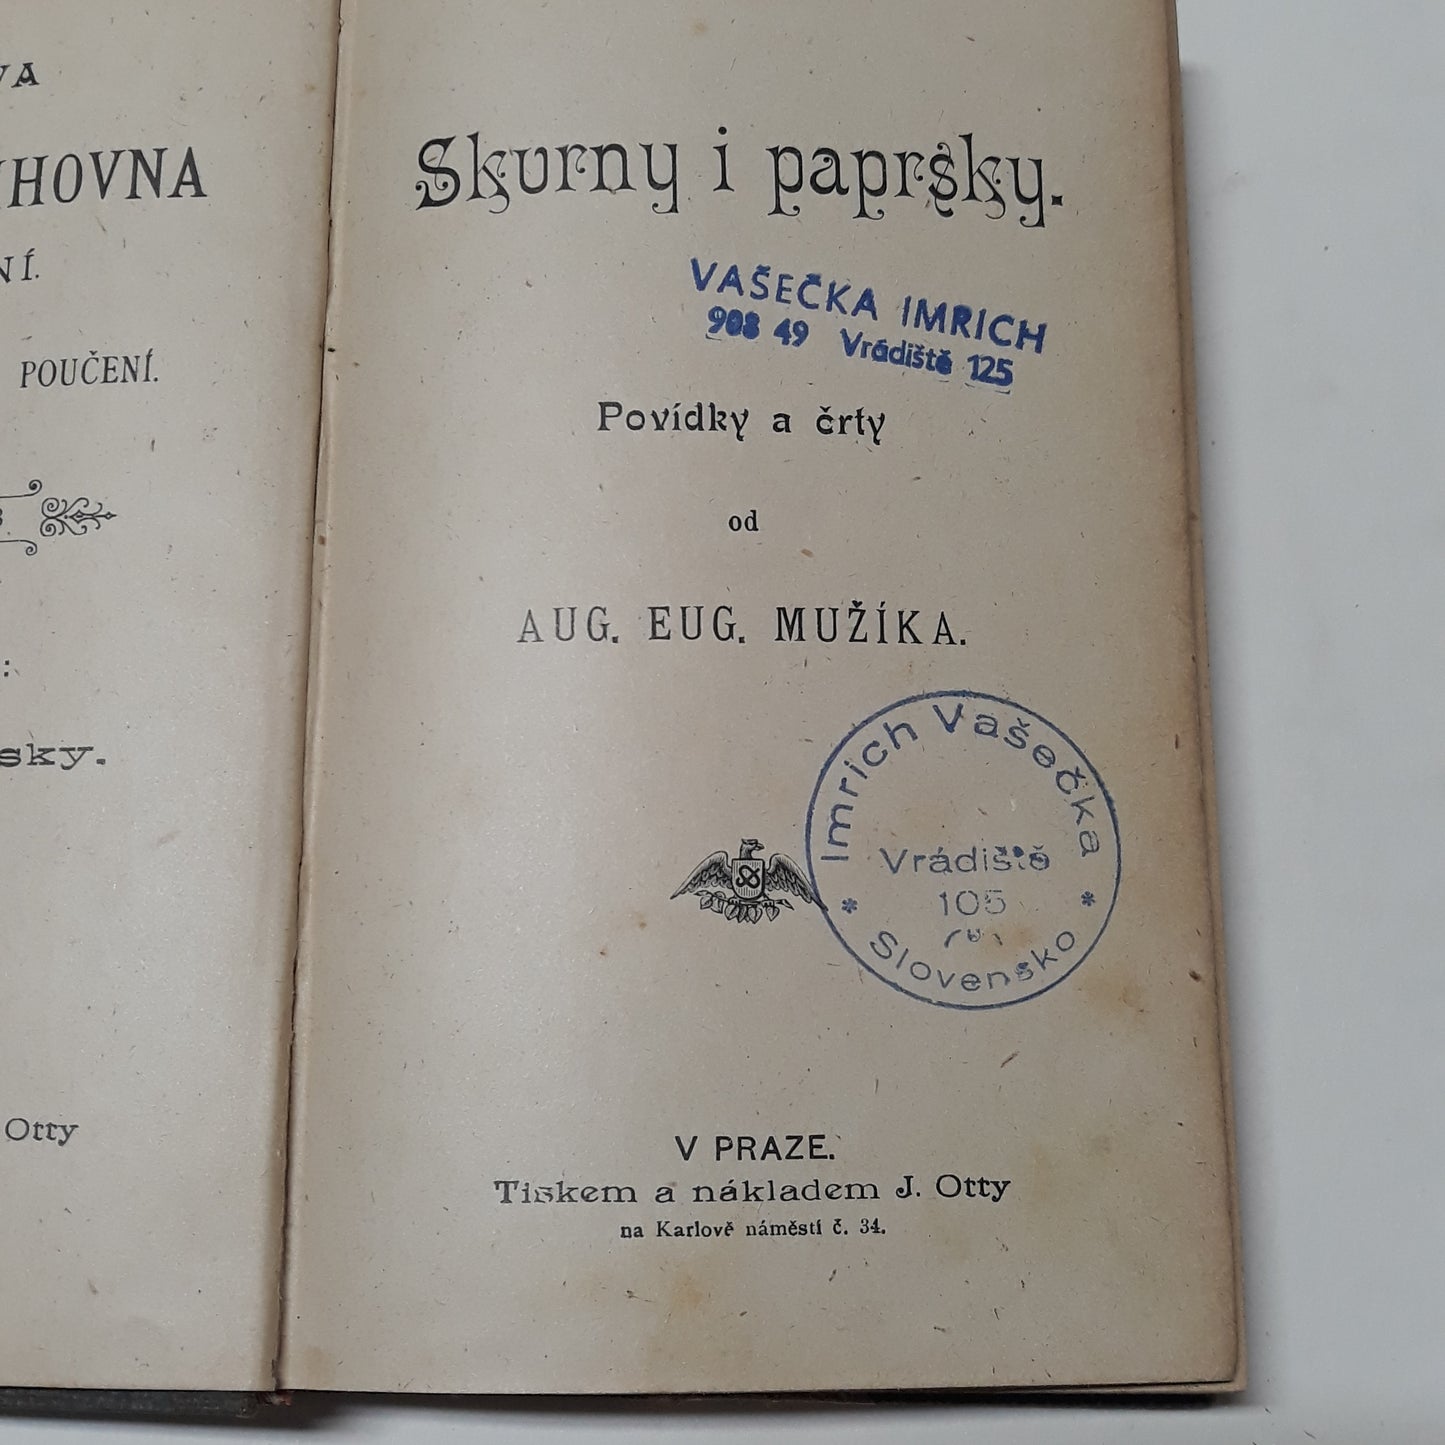 VA
HOVNA
NÍ.
POUČENÍ.
sky.
Otty
Skvrny i paprsky.
VAŠEČKA IMRICH
908 49 Vrádiště 125
Povídky a črty
od
AUG. EUG. MUŽÍKA.
Imrich Vašečka
Vrádiště
105
* Slovensko *
V PRAZE.
Tiskem a nákladem J. Otty
na Karlově náměstí č. 34.